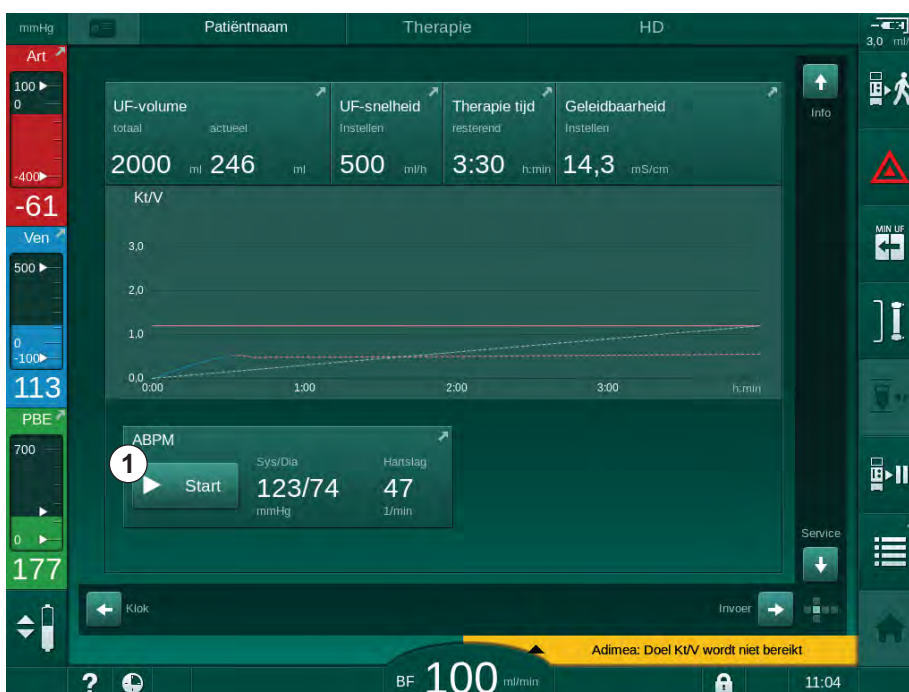 mmHg Patiëntnaam Therapie HD
3,0 ml/
Art
100
0
-400
-61
Ven
500
0
-100
113
PBE
700
0
177
UF-volume
totaal actueel
2000 ml 246 ml
UF-snelheid
Instellen
500 ml/h
Therapie tijd
resterend
3:30 h:min
Geleidbaarheid
Instellen
14,3 mS/cm
Kt/V
3,0
2,0
1,0
0,0
0:00 1:00 2:00 3:00 h:min
ABPM
1
Start
Sys/Dia
123/74
mmHg
Hartslag
47
1/min
Info
Service
MIN UF
Klok Invoer
Adimea: Doel Kt/V wordt niet bereikt
? BF 100 ml/min 11:04